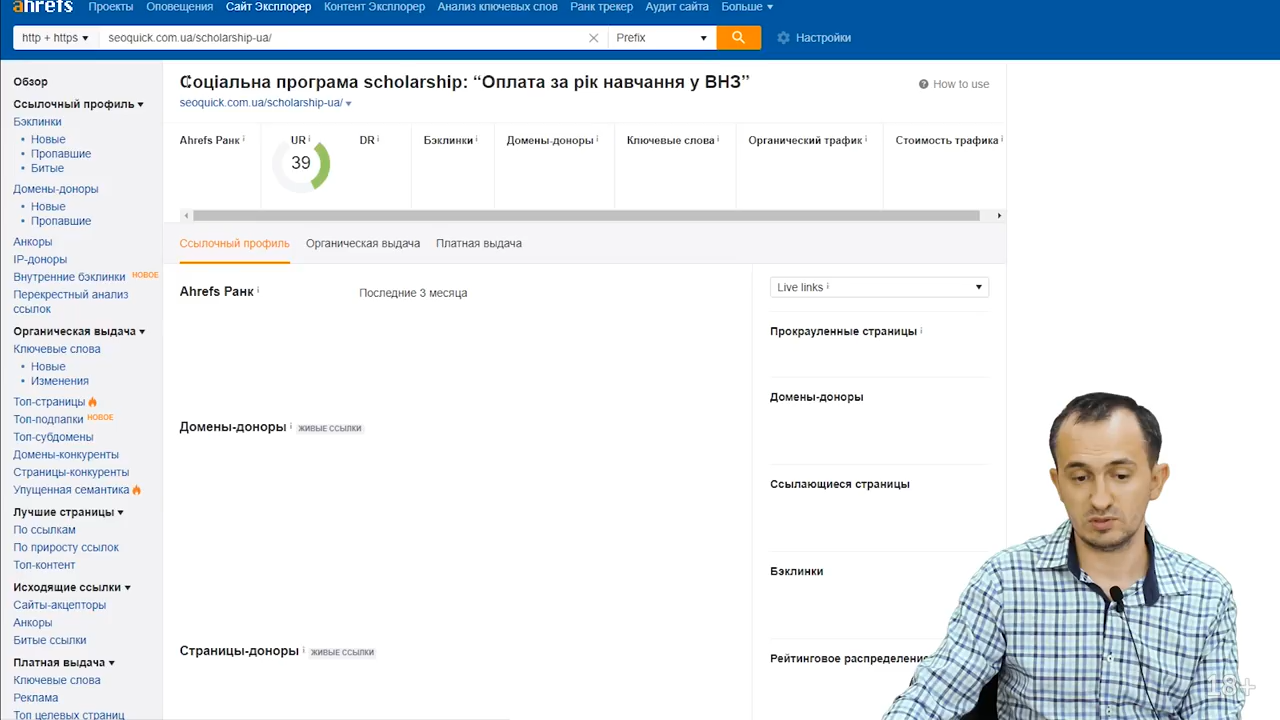 ahrefs
Проекты Оповещения Сайт Эксплорер Контент Эксплорер Анализ ключевых слов Ранк трекер Аудит сайта Больше
http + https seoquick.com.ua/scholarship-ua/ Prefix Настройки
Обзор
Ссылочный профиль
Бэклинки
• Новые
• Пропавшие
• Битые
Домены-доноры
• Новые
• Пропавшие
Анкоры
IP-доноры
Внутренние бэклинки НОВОЕ
Перекрестный анализ
ссылок
Органическая выдача
Ключевые слова
• Новые
• Изменения
Топ-страницы
Топ-подпапки НОВОЕ
Топ-субдомены
Домены-конкуренты
Страницы-конкуренты
Упущенная семантика
Лучшие страницы
По ссылкам
По приросту ссылок
Топ-контент
Исходящие ссылки
Сайты-акцепторы
Анкоры
Битые ссылки
Платная выдача
Ключевые слова
Реклама
Топ целевых страниц
Соціальна програма scholarship: “Оплата за рік навчання у ВНЗ”
How to use
seoquick.com.ua/scholarship-ua/
Ahrefs Ранк UR DR Бэклинки Домены-доноры Ключевые слова Органический трафик Стоимость трафика
39
Ссылочный профиль Органическая выдача Платная выдача
Ahrefs Ранк Последние 3 месяца
Домены-доноры ЖИВЫЕ ССЫЛКИ
Страницы-доноры ЖИВЫЕ ССЫЛКИ
Live links
Прокрауленные страницы
Домены-доноры
Ссылающиеся страницы
Бэклинки
Рейтинговое
18+